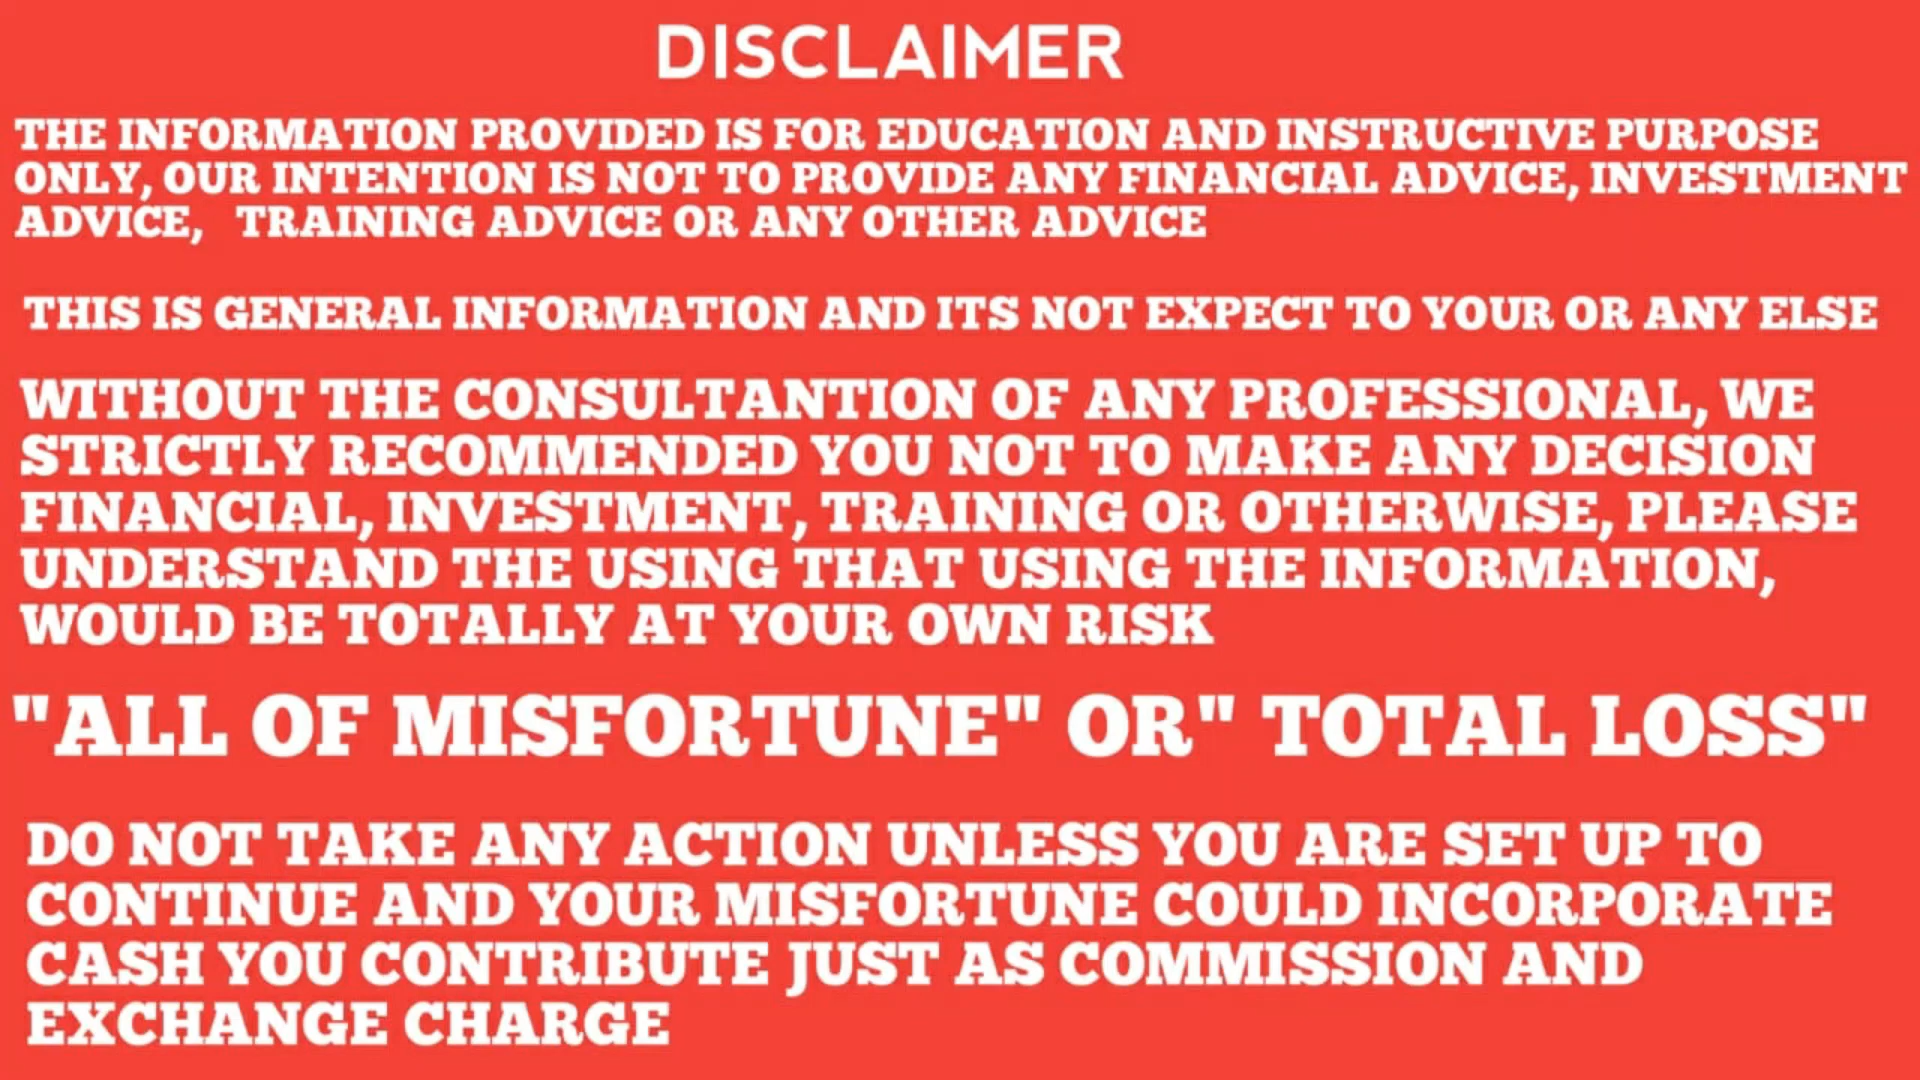 DISCLAIMER
THE INFORMATION PROVIDED IS FOR EDUCATION AND INSTRUCTIVE PURPOSE
ONLY, OUR INTENTION IS NOT TO PROVIDE ANY FINANCIAL ADVICE, INVESTMENT
ADVICE, TRAINING ADVICE OR ANY OTHER ADVICE
THIS IS GENERAL INFORMATION AND ITS NOT EXPECT TO YOUR OR ANY ELSE
WITHOUT THE CONSULTANTION OF ANY PROFESSIONAL, WE
STRICTLY RECOMMENDED YOU NOT TO MAKE ANY DECISION
FINANCIAL, INVESTMENT, TRAINING OR OTHERWISE, PLEASE
UNDERSTAND THE USING THAT USING THE INFORMATION,
WOULD BE TOTALLY AT YOUR OWN RISK
"ALL OF MISFORTUNE" OR" TOTAL LOSS"
DO NOT TAKE ANY ACTION UNLESS YOU ARE SET UP TO
CONTINUE AND YOUR MISFORTUNE COULD INCORPORATE
CASH YOU CONTRIBUTE JUST AS COMMISSION AND
EXCHANGE CHARGE